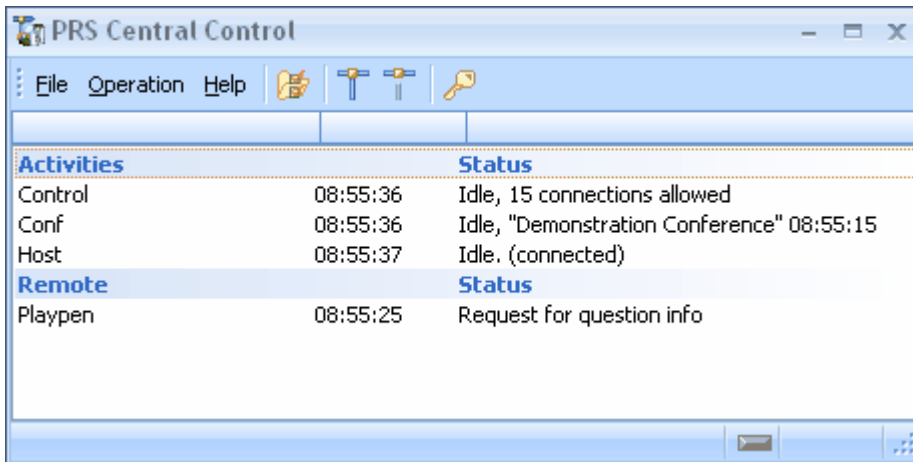 PRS Central Control
File Operation Help
Activities Status
Control 08:55:36 Idle, 15 connections allowed
Conf 08:55:36 Idle, "Demonstration Conference" 08:55:15
Host 08:55:37 Idle. (connected)
Remote Status
Playpen 08:55:25 Request for question info